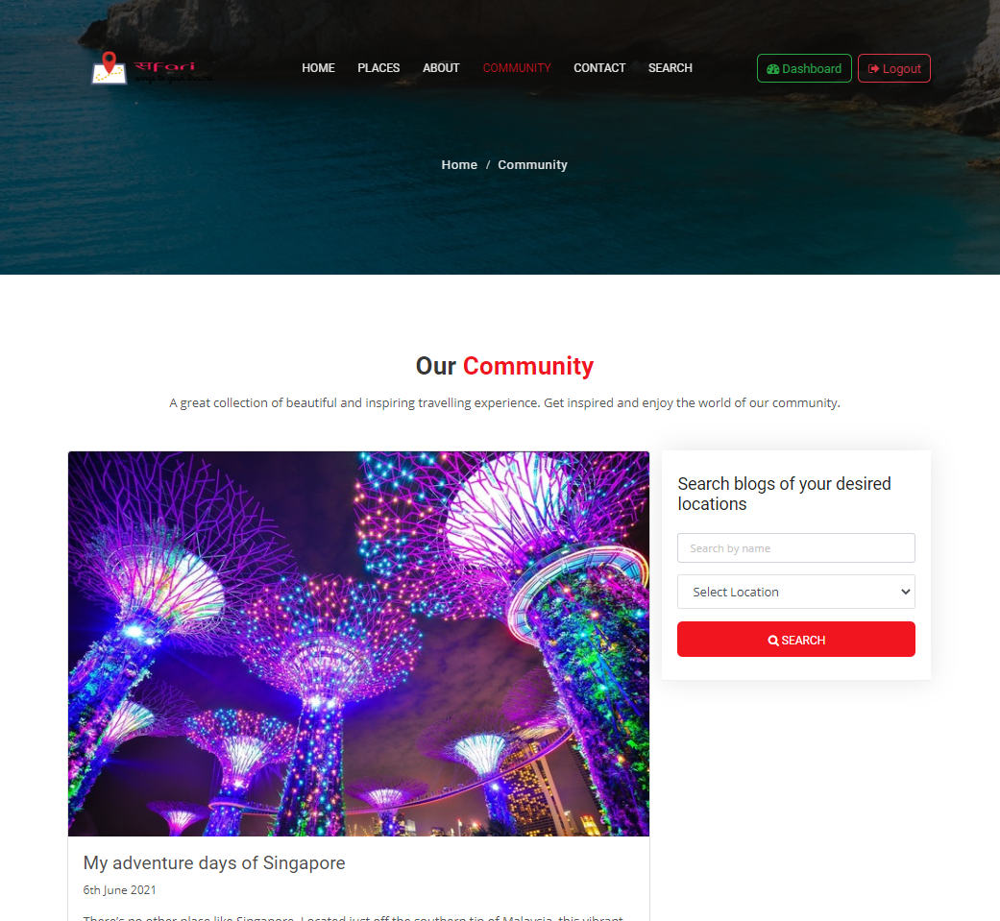 सफari
HOME PLACES ABOUT COMMUNITY CONTACT SEARCH
Dashboard Logout
Home / Community
Our Community
A great collection of beautiful and inspiring travelling experience. Get inspired and enjoy the world of our community.
Search blogs of your desired
locations
Search by name
Select Location
SEARCH
My adventure days of Singapore
6th June 2021
There's no other place like Singapore. Located just off the southern tip of Malaysia, this vibrant